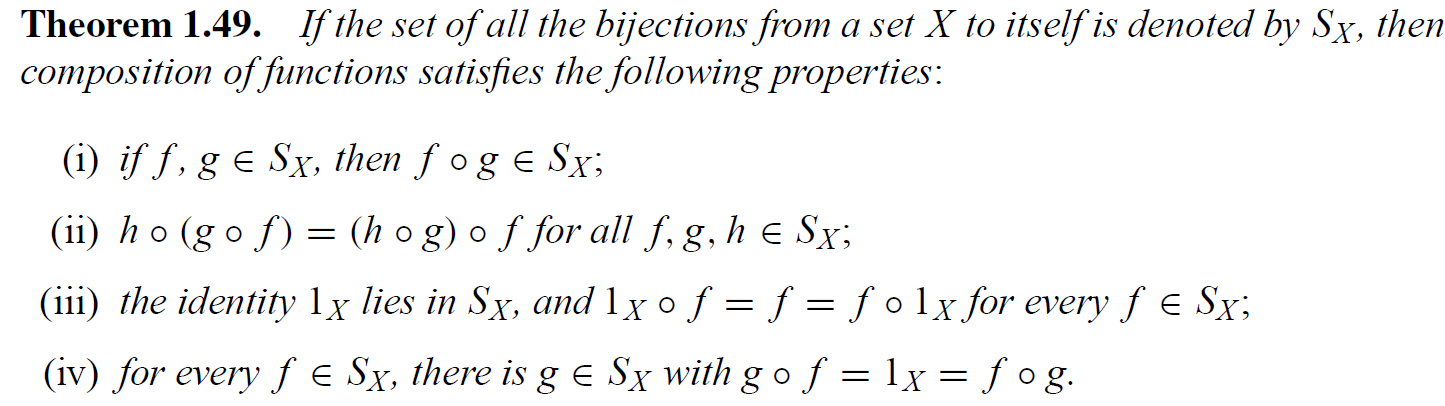 Theorem 1.49. If the set of all the bijections from a set X to itself is denoted by S_X, then
composition of functions satisfies the following properties:
(i) if f, g ∈ S_X, then f ∘ g ∈ S_X;
(ii) h ∘ (g ∘ f) = (h ∘ g) ∘ f for all f, g, h ∈ S_X;
(iii) the identity 1_X lies in S_X, and 1_X ∘ f = f = f ∘ 1_X for every f ∈ S_X;
(iv) for every f ∈ S_X, there is g ∈ S_X with g ∘ f = 1_X = f ∘ g.